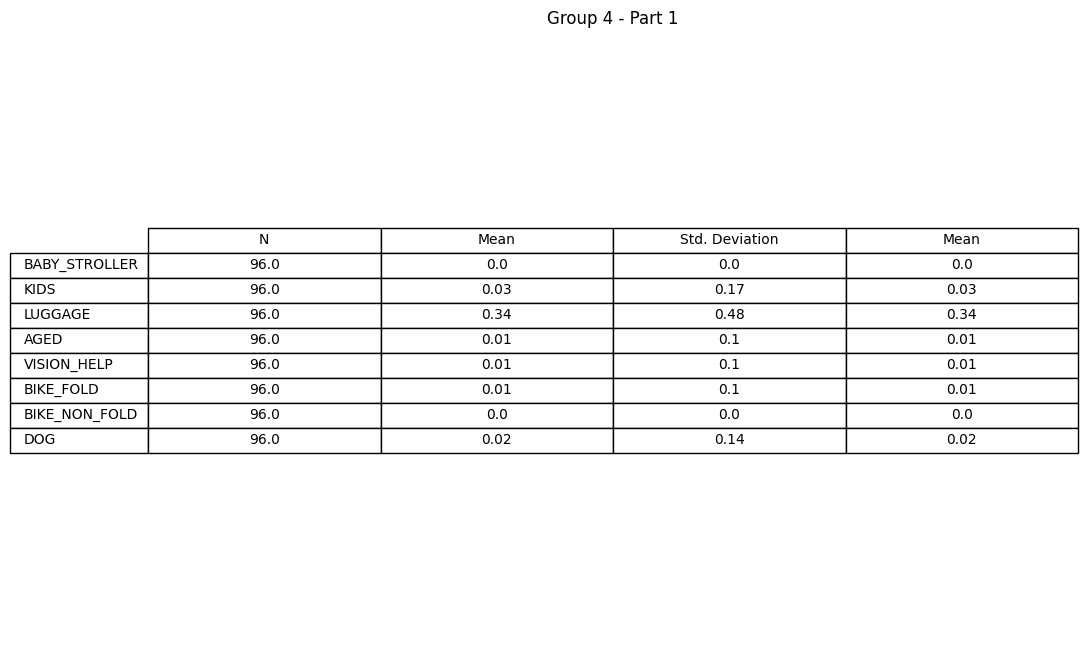 Group 4 - Part 1
N Mean Std. Deviation Mean
BABY_STROLLER 96.0 0.0 0.0 0.0
KIDS 96.0 0.03 0.17 0.03
LUGGAGE 96.0 0.34 0.48 0.34
AGED 96.0 0.01 0.1 0.01
VISION_HELP 96.0 0.01 0.1 0.01
BIKE_FOLD 96.0 0.01 0.1 0.01
BIKE_NON_FOLD 96.0 0.0 0.0 0.0
DOG 96.0 0.02 0.14 0.02